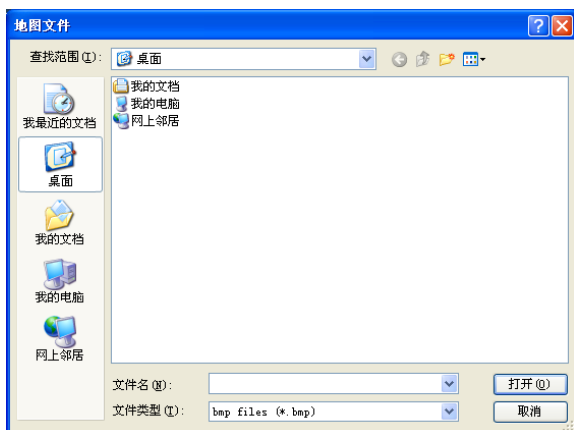 地图文件
查找范围(I):
桌面
我的文档
我的电脑
网上邻居
我最近的文档
桌面
我的文档
我的电脑
网上邻居
文件名(N):
打开(O)
文件类型(T):
bmp files (*.bmp)
取消